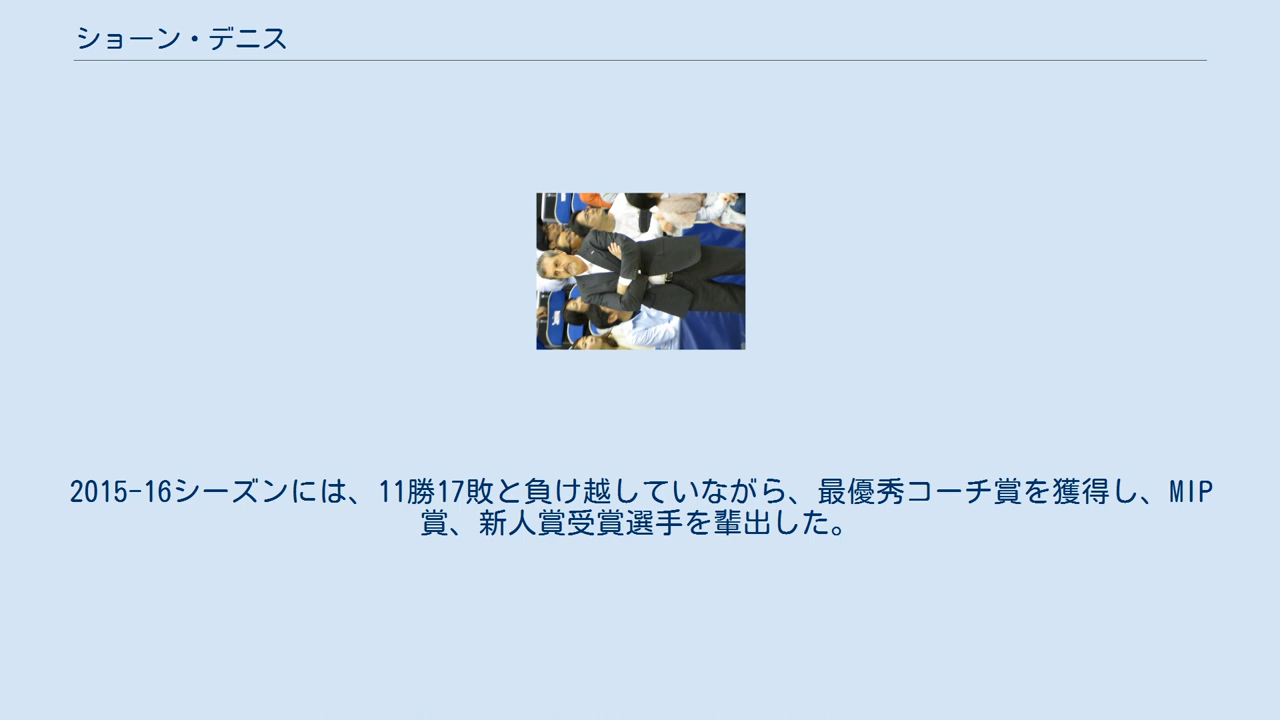 ショーン・デニス
2015-16シーズンには、11勝17敗と負け越していながら、最優秀コーチ賞を獲得し、MIP
賞、新人賞受賞選手を輩出した。